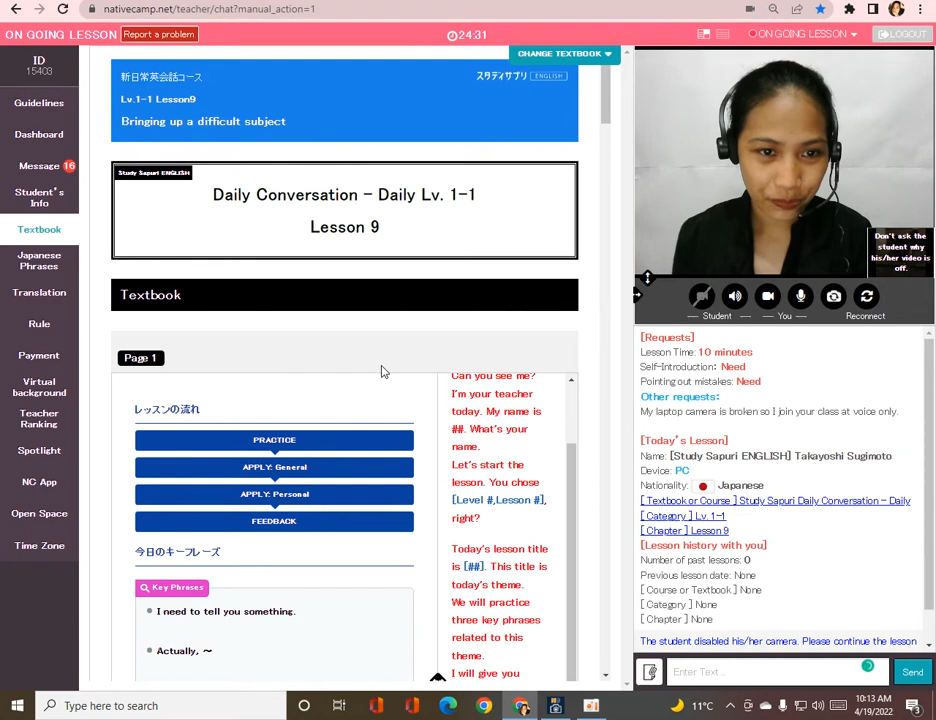 nativecamp.net/teacher/chat?manual_action=1
ON GOING LESSON
Report a problem
24:31
ON GOING LESSON
LOGOUT
ID
15403
Guidelines
Dashboard
Message 16
Student's
Info
Textbook
Japanese
Phrases
Translation
Rule
Payment
Virtual
background
Teacher
Ranking
Spotlight
NC App
Open Space
Time Zone
CHANGE TEXTBOOK
新日常英会話コース
スタディサプリ ENGLISH
Lv.1-1 Lesson9
Bringing up a difficult subject
Study Sapuri ENGLISH
Daily Conversation - Daily Lv. 1-1
Lesson 9
Textbook
Page 1
レッスンの流れ
PRACTICE
APPLY: General
APPLY: Personal
FEEDBACK
今日のキーフレーズ
Key Phrases
I need to tell you something.
Actually, ～
Can you see me?
I'm your teacher
today. My name is
##. What's your
name.
Let's start the
lesson. You chose
[Level #,Lesson #],
right?
Today's lesson title
is [##]. This title is
today's theme.
We will practice
three key phrases
related to this
theme.
I will give you
Don't ask the
student why
his/her video is
off.
Student
You
Reconnect
[Requests]
Lesson Time: 10 minutes
Self-Introduction: Need
Pointing out mistakes: Need
Other requests:
My laptop camera is broken so I join your class at voice only.
[Today's Lesson]
Name: [Study Sapuri ENGLISH] Takayoshi Sugimoto
Device: PC
Nationality: Japanese
[ Textbook or Course ] Study Sapuri Daily Conversation - Daily
[ Category ] Lv. 1-1
[ Chapter ] Lesson 9
[Lesson history with you]
Number of past lessons: 0
Previous lesson date: None
[ Course or Textbook ] None
[ Category ] None
[ Chapter ] None
The student disabled his/her camera. Please continue the lesson
Enter Text...
Send
Type here to search
11°C
10:13 AM
4/19/2022
3